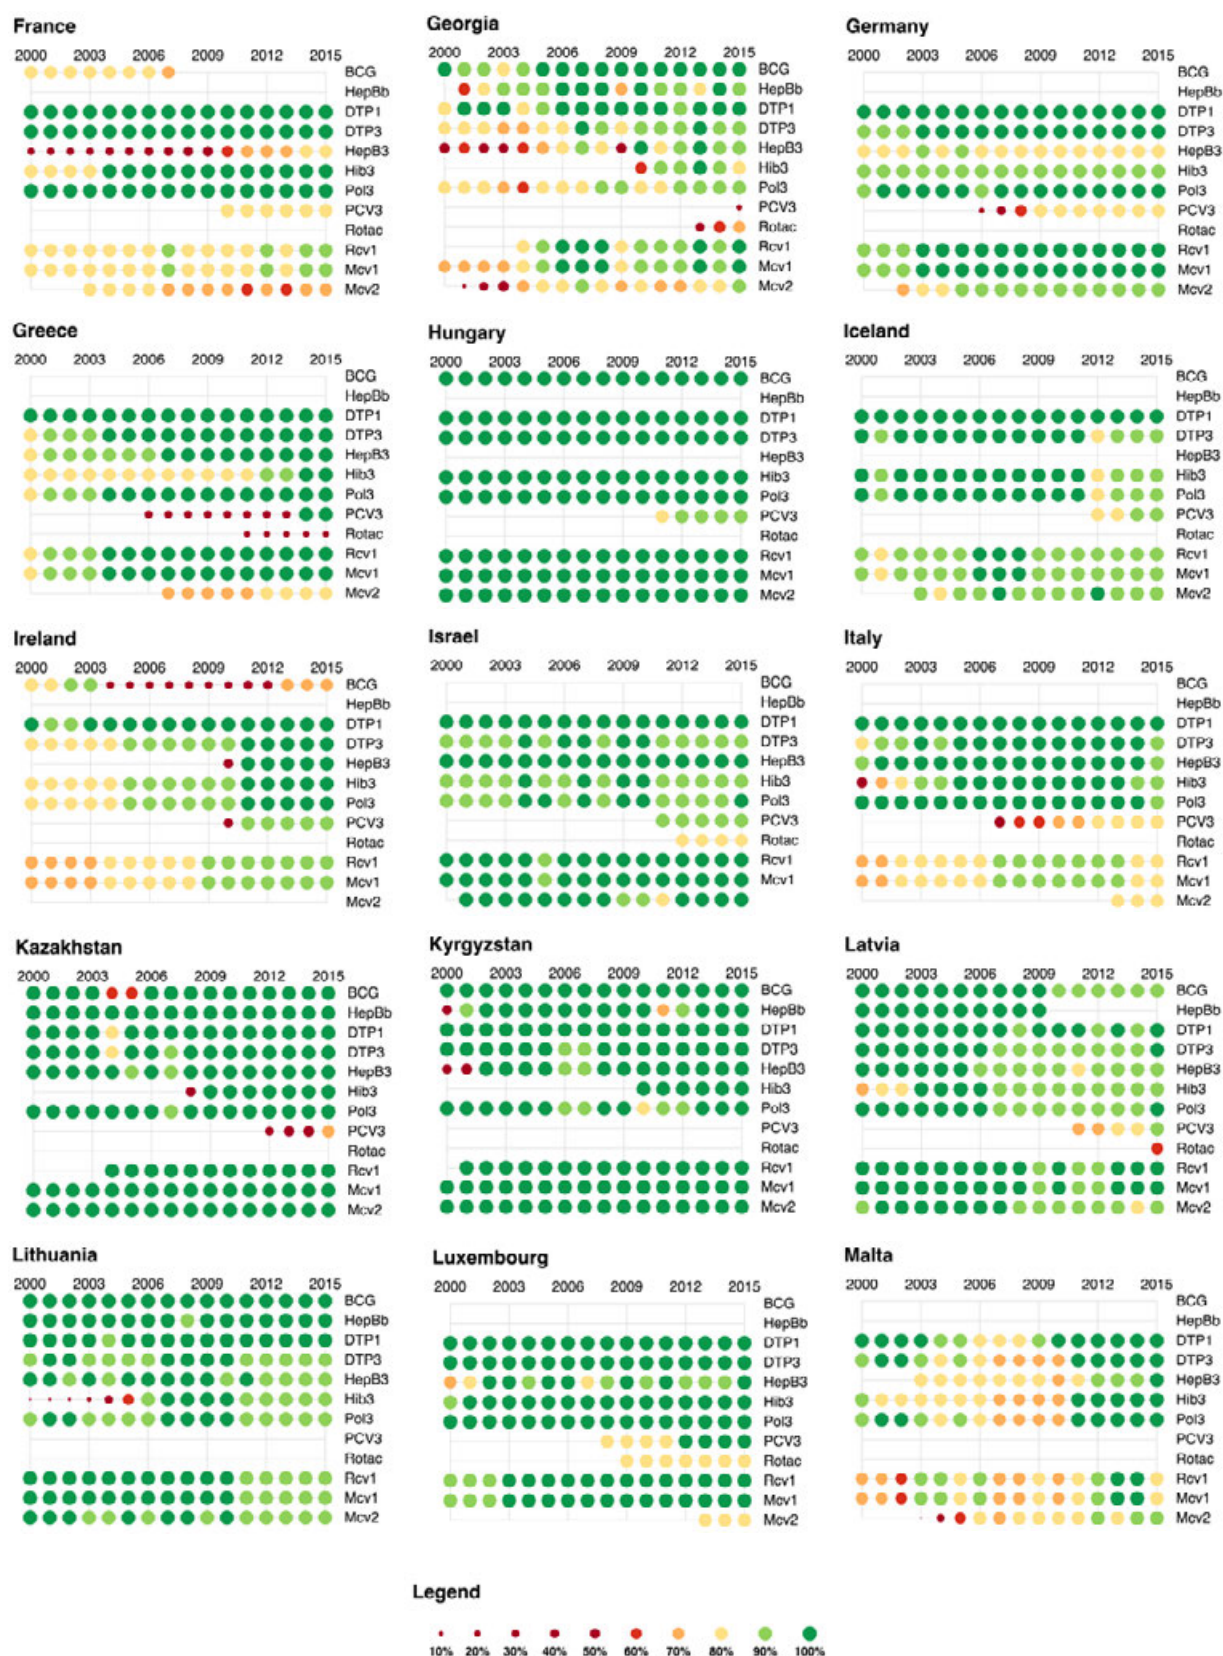 France Georgia Germany
2000 2003 2006 2009 2012 2015 2000 2003 2006 2009 2012 2015 2000 2003 2006 2009 2012 2015
BCG BCG BCG
HepBb HepBb HepBb
DTP1 DTP1 DTP1
DTP3 DTP3 DTP3
HepB3 HepB3 HepB3
Hib3 Hib3 Hib3
Pol3 Pol3 Pol3
PCV3 PCV3 PCV3
Rotac Rotac Rotac
Rcv1 Rcv1 Rcv1
Mcv1 Mcv1 Mcv1
Mcv2 Mcv2 Mcv2
Greece Hungary Iceland
2000 2003 2006 2009 2012 2015 2000 2003 2006 2009 2012 2015 2000 2003 2006 2009 2012 2015
BCG BCG BCG
HepBb HepBb HepBb
DTP1 DTP1 DTP1
DTP3 DTP3 DTP3
HepB3 HepB3 HepB3
Hib3 Hib3 Hib3
Pol3 Pol3 Pol3
PCV3 PCV3 PCV3
Rotac Rotac Rotac
Rcv1 Rcv1 Rcv1
Mcv1 Mcv1 Mcv1
Mcv2 Mcv2 Mcv2
Ireland Israel Italy
2000 2003 2006 2009 2012 2015 2000 2003 2006 2009 2012 2015 2000 2003 2006 2009 2012 2015
BCG BCG BCG
HepBb HepBb HepBb
DTP1 DTP1 DTP1
DTP3 DTP3 DTP3
HepB3 HepB3 HepB3
Hib3 Hib3 Hib3
Pol3 Pol3 Pol3
PCV3 PCV3 PCV3
Rotac Rotac Rotac
Rcv1 Rcv1 Rcv1
Mcv1 Mcv1 Mcv1
Mcv2 Mcv2
Kazakhstan Kyrgyzstan Latvia
2000 2003 2006 2009 2012 2015 2000 2003 2006 2009 2012 2015 2000 2003 2006 2009 2012 2015
BCG BCG BCG
HepBb HepBb HepBb
DTP1 DTP1 DTP1
DTP3 DTP3 DTP3
HepB3 HepB3 HepB3
Hib3 Hib3 Hib3
Pol3 Pol3 Pol3
PCV3 PCV3 PCV3
Rotac Rotac Rotac
Rcv1 Rcv1 Rcv1
Mcv1 Mcv1 Mcv1
Mcv2 Mcv2 Mcv2
Lithuania Luxembourg Malta
2000 2003 2006 2009 2012 2015 2000 2003 2006 2009 2012 2015 2000 2003 2006 2009 2012 2015
BCG BCG BCG
HepBb HepBb HepBb
DTP1 DTP1 DTP1
DTP3 DTP3 DTP3
HepB3 HepB3 HepB3
Hib3 Hib3 Hib3
Pol3 Pol3 Pol3
PCV3 PCV3 PCV3
Rotac Rotac Rotac
Rcv1 Rcv1 Rcv1
Mcv1 Mcv1 Mcv1
Mcv2 Mcv2 Mcv2
Legend
10% 20% 30% 40% 50% 60% 70% 80% 90% 100%